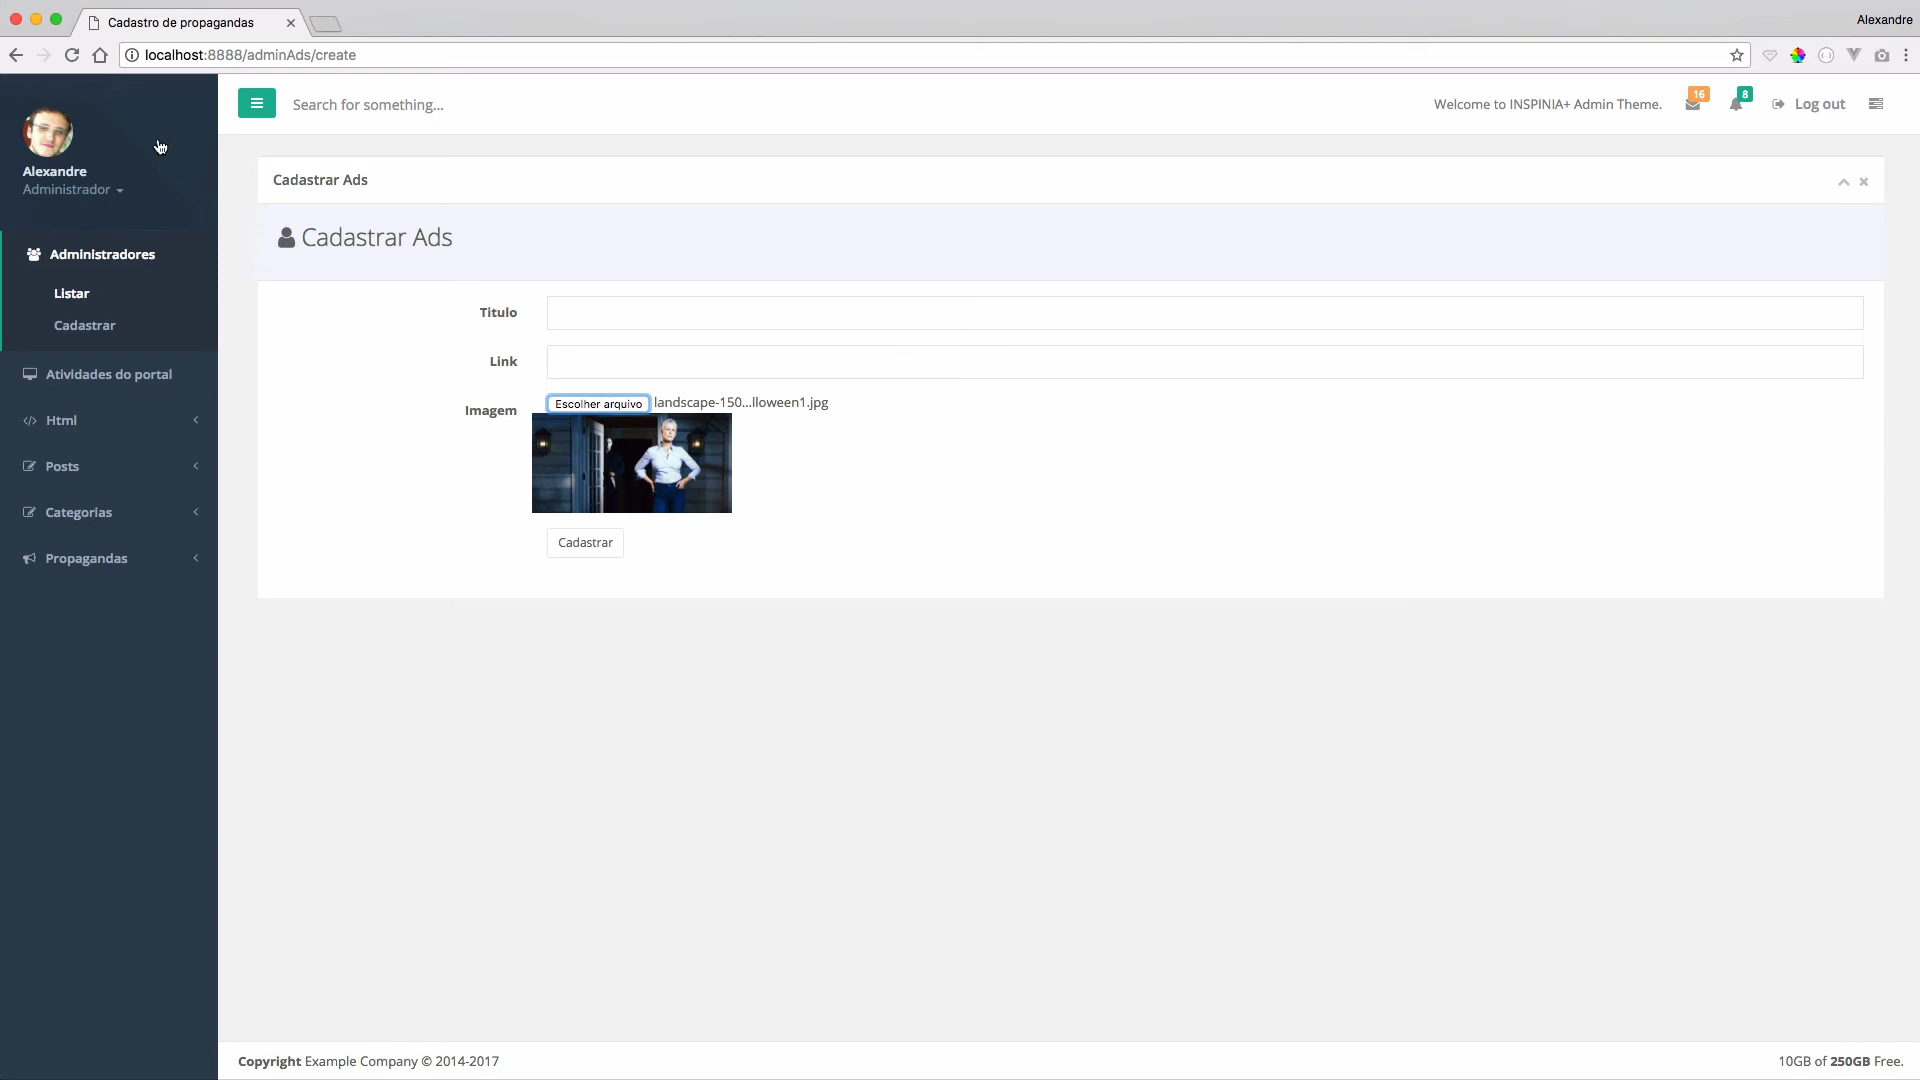 Cadastro de propagandas
Alexandre
localhost:8888/adminAds/create
Search for something...
Welcome to INSPINIA+ Admin Theme.
16
8
Log out
Alexandre
Administrador
Administradores
Listar
Cadastrar
Atividades do portal
Html
Posts
Categorias
Propagandas
Cadastrar Ads
Cadastrar Ads
Titulo
Link
Imagem
Escolher arquivo landscape-150...lloween1.jpg
Cadastrar
Copyright Example Company © 2014-2017
10GB of 250GB Free.